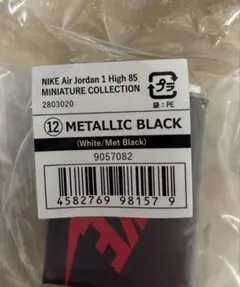 NIKE Air Jordan 1 High 85
MINIATURE COLLECTION
2803020
プラ
袋：PE
⑫ METALLIC BLACK
(White/Met Black)
9057082
4582769 98157 9